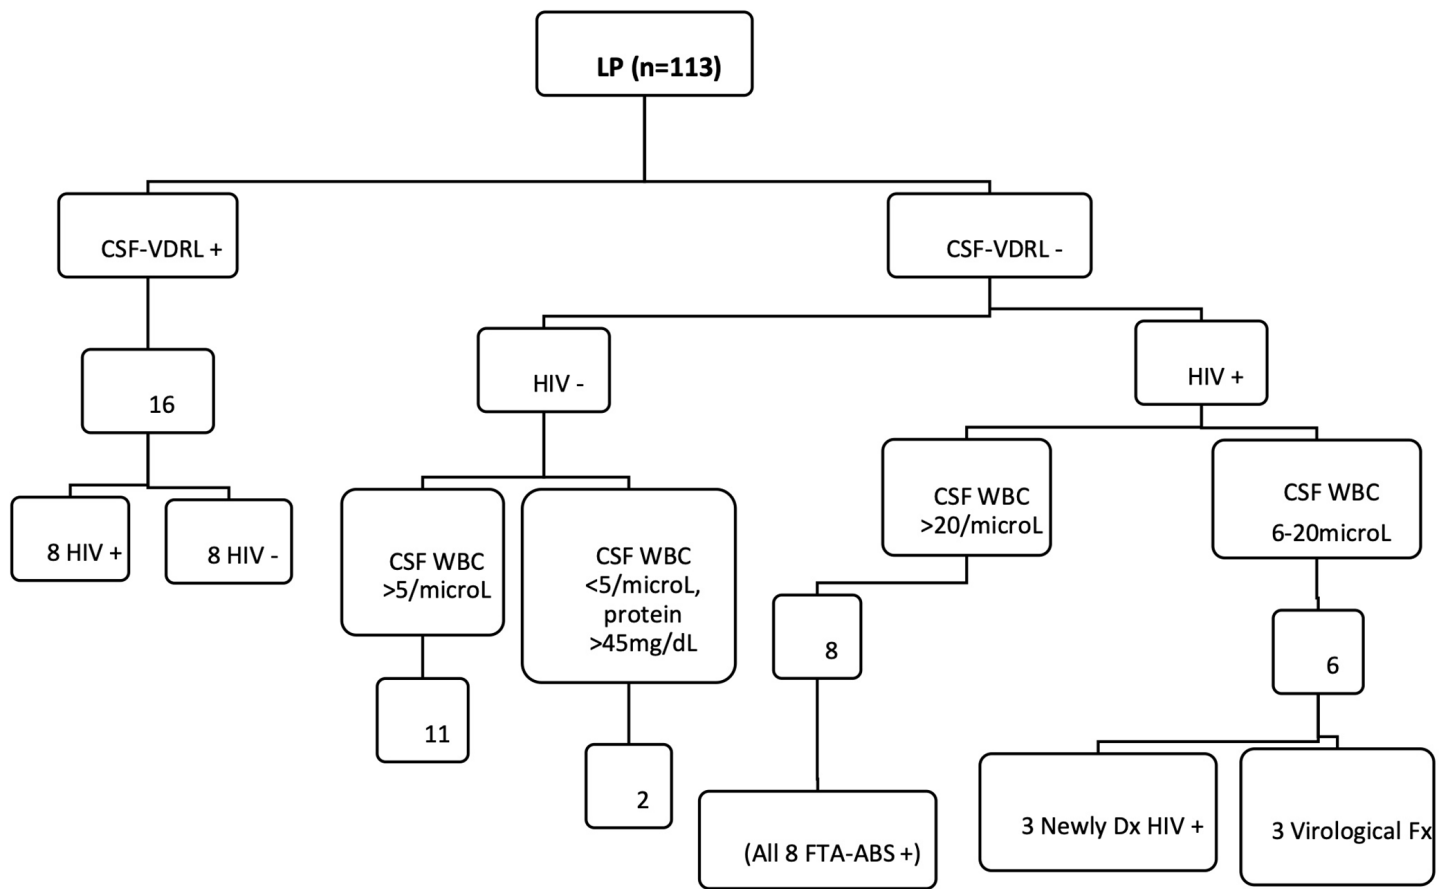 LP (n=113)
CSF-VDRL +
CSF-VDRL -
HIV -
HIV +
16
8 HIV +
8 HIV -
CSF WBC
>5/microL
CSF WBC
<5/microL,
protein
>45mg/dL
CSF WBC
>20/microL
CSF WBC
6-20microL
11
2
8
6
(All 8 FTA-ABS +)
3 Newly Dx HIV +
3 Virological Fx